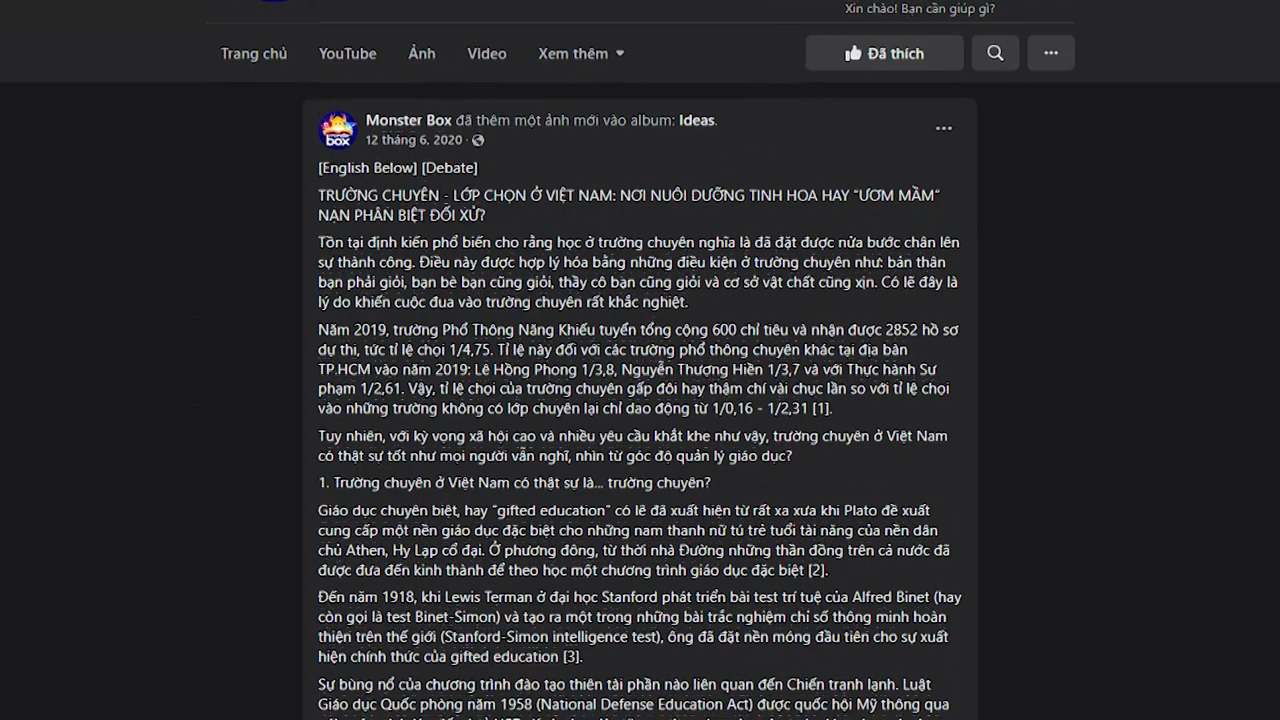 Xin chào! Bạn cần giúp gì?
Trang chủ YouTube Ảnh Video Xem thêm Đã thích
Monster Box đã thêm một ảnh mới vào album: Ideas.
12 tháng 6, 2020 ·
[English Below] [Debate]
TRƯỜNG CHUYÊN - LỚP CHỌN Ở VIỆT NAM: NƠI NUÔI DƯỠNG TINH HOA HAY "ƯƠM MẦM"
NẠN PHÂN BIỆT ĐỐI XỬ?
Tồn tại định kiến phổ biến cho rằng học ở trường chuyên nghĩa là đã đặt được nửa bước chân lên
sự thành công. Điều này được hợp lý hóa bằng những điều kiện ở trường chuyên như: bản thân
bạn phải giỏi, bạn bè bạn cũng giỏi, thầy cô bạn cũng giỏi và cơ sở vật chất cũng xịn. Có lẽ đây là
lý do khiến cuộc đua vào trường chuyên rất khắc nghiệt.
Năm 2019, trường Phổ Thông Năng Khiếu tuyển tổng cộng 600 chỉ tiêu và nhận được 2852 hồ sơ
dự thi, tức tỉ lệ chọi 1/4,75. Tỉ lệ này đối với các trường phổ thông chuyên khác tại địa bàn
TP.HCM vào năm 2019: Lê Hồng Phong 1/3,8, Nguyễn Thượng Hiền 1/3,7 và với Thực hành Sư
phạm 1/2,61. Vậy, tỉ lệ chọi của trường chuyên gấp đôi hay thậm chí vài chục lần so với tỉ lệ chọi
vào những trường không có lớp chuyên lại chỉ dao động từ 1/0,16 - 1/2,31 [1].
Tuy nhiên, với kỳ vọng xã hội cao và nhiều yêu cầu khắt khe như vậy, trường chuyên ở Việt Nam
có thật sự tốt như mọi người vẫn nghĩ, nhìn từ góc độ quản lý giáo dục?
1. Trường chuyên ở Việt Nam có thật sự là... trường chuyên?
Giáo dục chuyên biệt, hay "gifted education" có lẽ đã xuất hiện từ rất xa xưa khi Plato đề xuất
cung cấp một nền giáo dục đặc biệt cho những nam thanh nữ tú trẻ tuổi tài năng của nền dân
chủ Athen, Hy Lạp cổ đại. Ở phương đông, từ thời nhà Đường những thần đồng trên cả nước đã
được đưa đến kinh thành để theo học một chương trình giáo dục đặc biệt [2].
Đến năm 1918, khi Lewis Terman ở đại học Stanford phát triển bài test trí tuệ của Alfred Binet (hay
còn gọi là test Binet-Simon) và tạo ra một trong những bài trắc nghiệm chỉ số thông minh hoàn
thiện trên thế giới (Stanford-Simon intelligence test), ông đã đặt nền móng đầu tiên cho sự xuất
hiện chính thức của gifted education [3].
Sự bùng nổ của chương trình đào tạo thiên tài phần nào liên quan đến Chiến tranh lạnh. Luật
Giáo dục Quốc phòng năm 1958 (National Defense Education Act) được quốc hội Mỹ thông qua